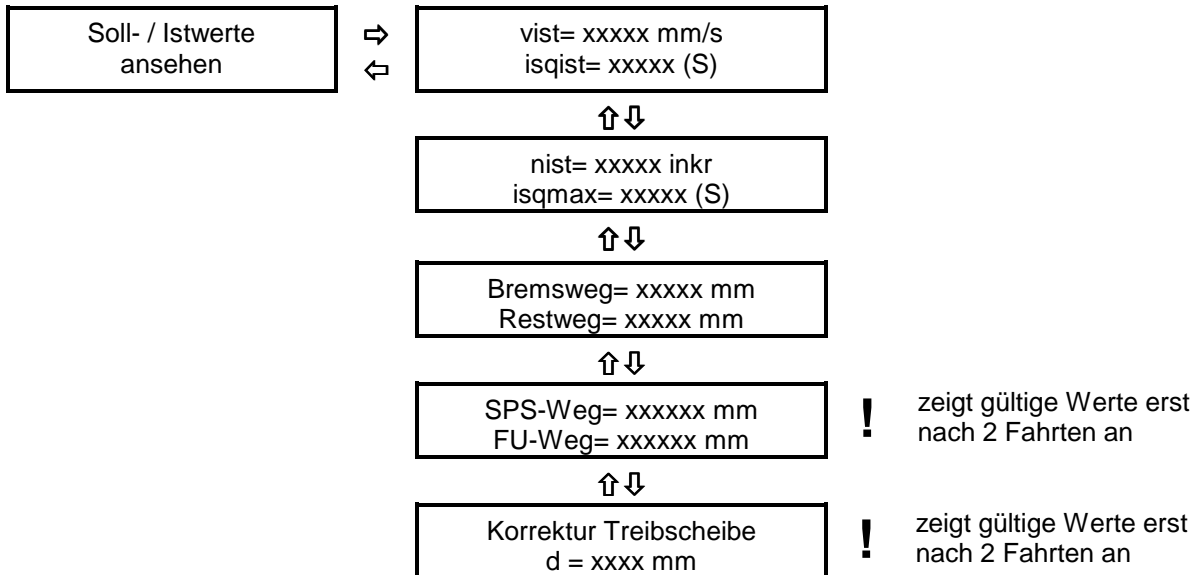 Soll- / Istwerte
ansehen
⇨
⇦
vist= xxxxx mm/s
isqist= xxxxx (S)
⇧⇩
nist= xxxxx inkr
isqmax= xxxxx (S)
⇧⇩
Bremsweg= xxxxx mm
Restweg= xxxxx mm
⇧⇩
SPS-Weg= xxxxxx mm
FU-Weg= xxxxxx mm
!
zeigt gültige Werte erst
nach 2 Fahrten an
⇧⇩
Korrektur Treibscheibe
d = xxxx mm
!
zeigt gültige Werte erst
nach 2 Fahrten an